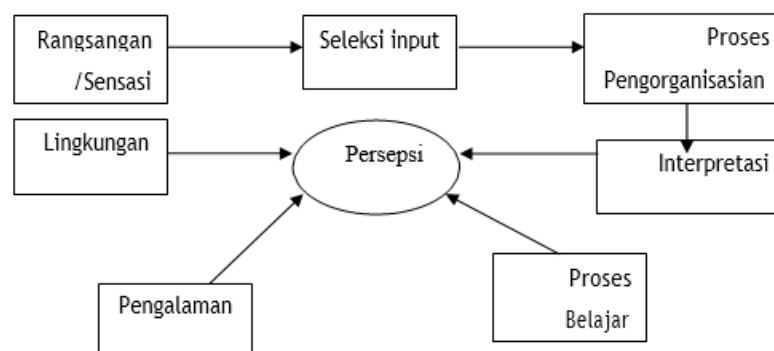 Rangsangan
/Sensasi
Seleksi input
Proses
Pengorganisasian
Lingkungan
Persepsi
Interpretasi
Pengalaman
Proses
Belajar